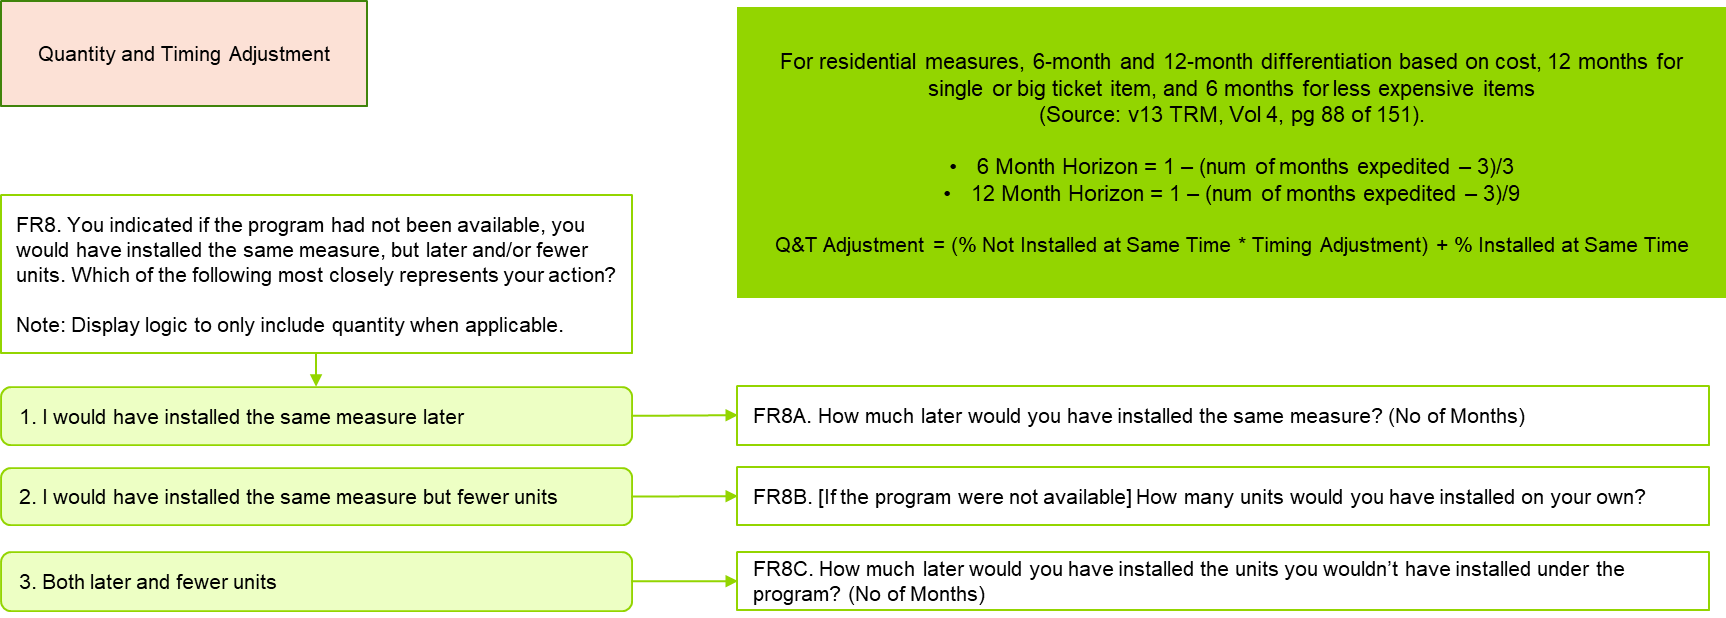 Quantity and Timing Adjustment
For residential measures, 6-month and 12-month differentiation based on cost, 12 months for
single or big ticket item, and 6 months for less expensive items
(Source: v13 TRM, Vol 4, pg 88 of 151).
• 6 Month Horizon = 1 – (num of months expedited – 3)/3
• 12 Month Horizon = 1 – (num of months expedited – 3)/9
Q&T Adjustment = (% Not Installed at Same Time * Timing Adjustment) + % Installed at Same Time
FR8. You indicated if the program had not been available, you
would have installed the same measure, but later and/or fewer
units. Which of the following most closely represents your action?
Note: Display logic to only include quantity when applicable.
1. I would have installed the same measure later
FR8A. How much later would you have installed the same measure? (No of Months)
2. I would have installed the same measure but fewer units
FR8B. [If the program were not available] How many units would you have installed on your own?
3. Both later and fewer units
FR8C. How much later would you have installed the units you wouldn’t have installed under the
program? (No of Months)